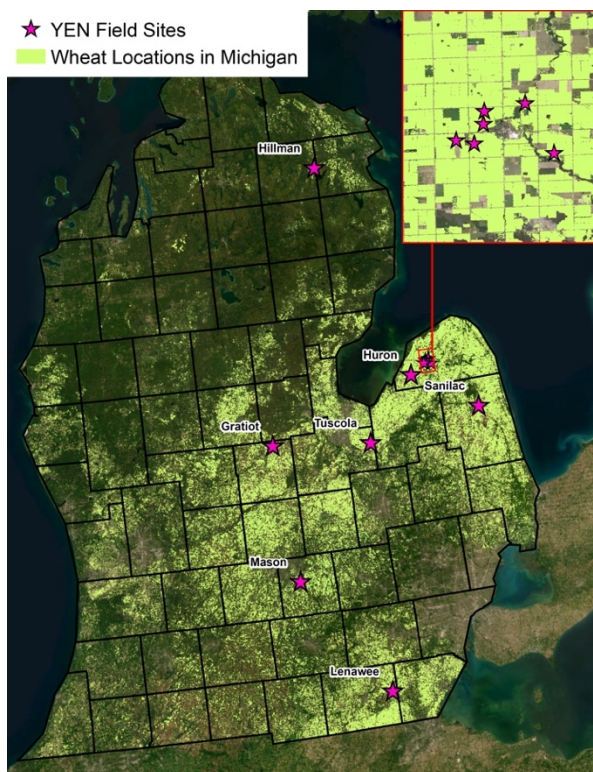 YEN Field Sites
Wheat Locations in Michigan
Hillman
Huron
Sanilac
Gratiot
Tuscola
Mason
Lenawee